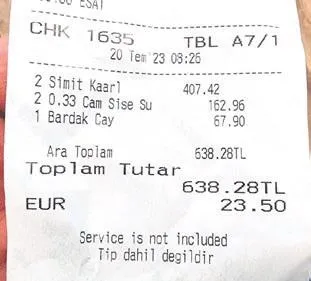 ESAT
CHK 1635 TBL A7/1
20 Tem'23 08:26
2 Simit Kaarl 407.42
2 0.33 Cam Sise Su 162.96
1 Bardak Cay 67.90
Ara Toplam 638.28TL
Toplam Tutar
638.28TL
EUR 23.50
Service is not included
Tip dahil degildir